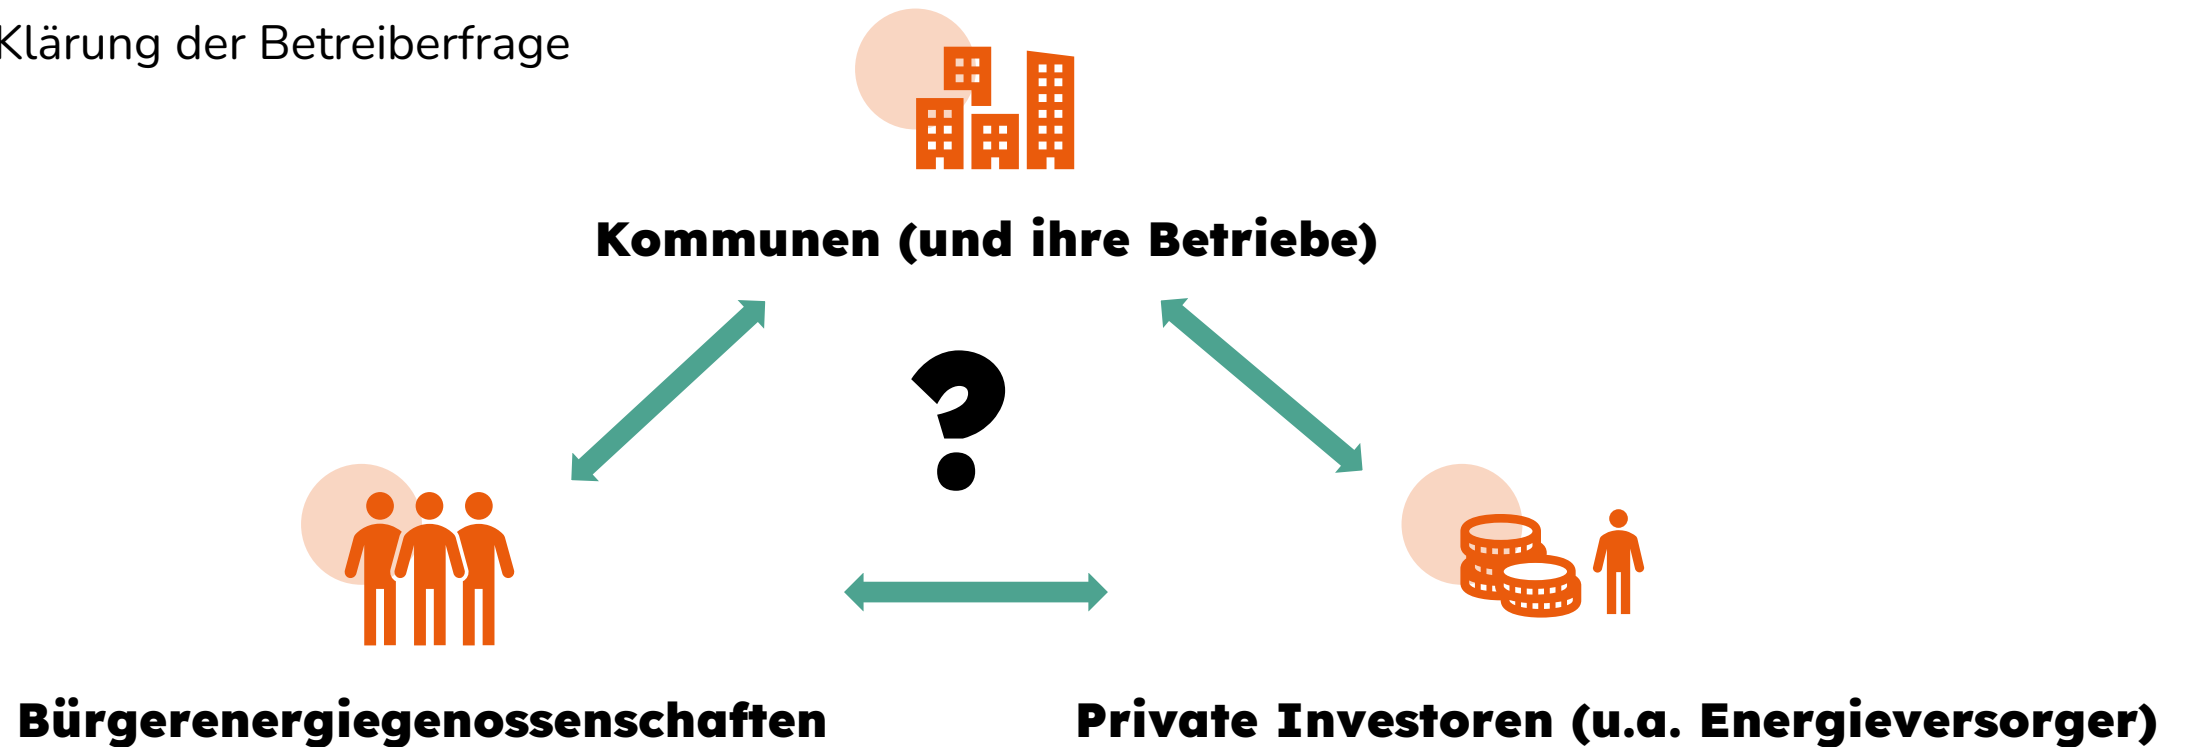 Klärung der Betreiberfrage
Kommunen (und ihre Betriebe)
?
Bürgerenergiegenossenschaften
Private Investoren (u.a. Energieversorger)